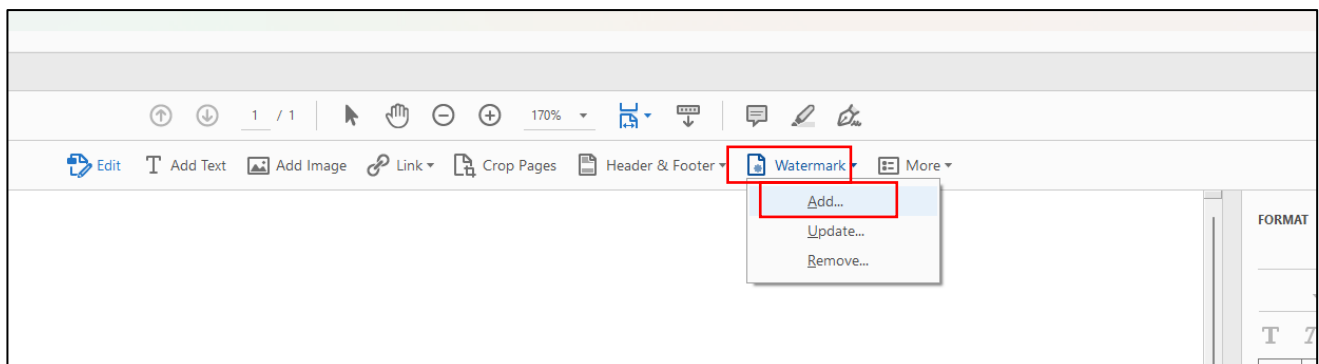 1 / 1 170%
Edit T Add Text Add Image Link Crop Pages Header & Footer Watermark More
Add...
Update...
Remove...
FORMAT
T T